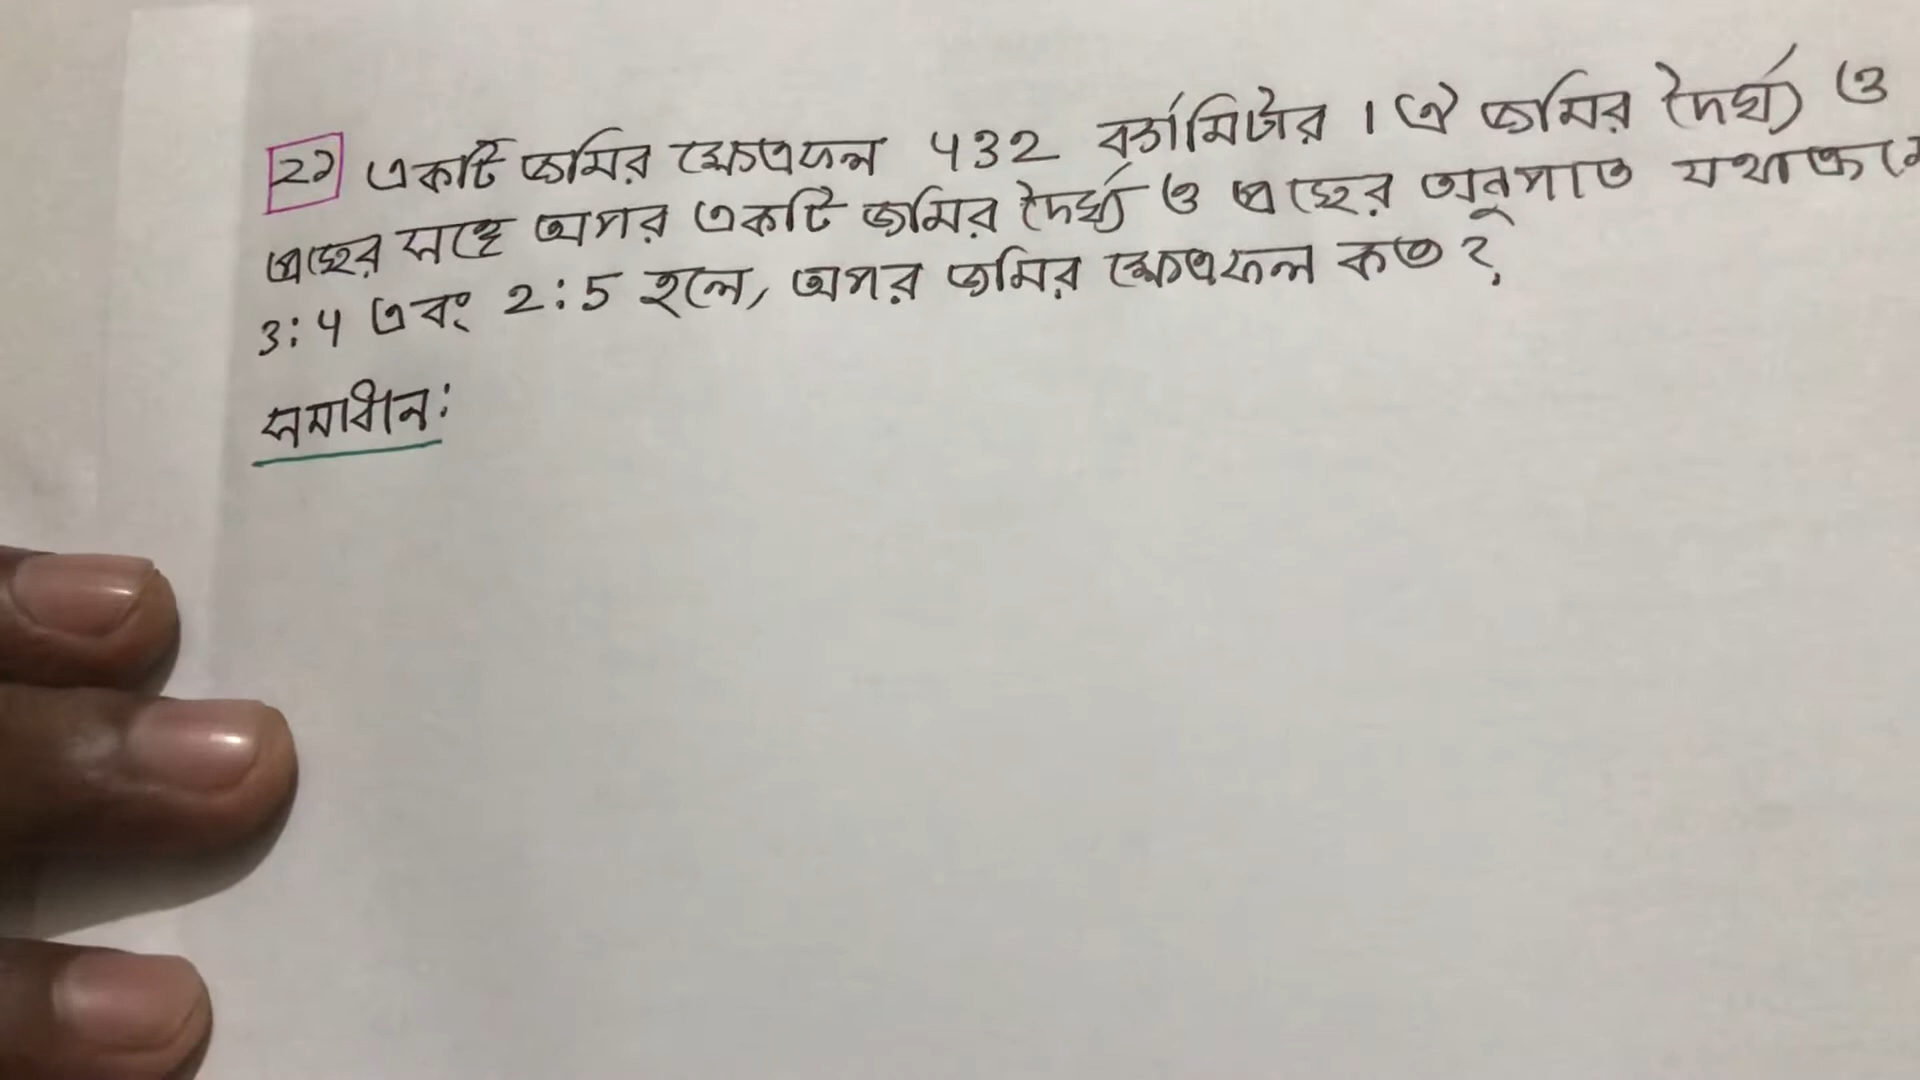 ২১ একটি জমির ক্ষেত্রফল 432 বর্গমিটার । ঐ জমির দৈর্ঘ্য ও
প্রস্থের সঙ্গে অপর একটি জমির দৈর্ঘ্য ও প্রস্থের অনুপাত যথাক্রমে
3:4 এবং 2:5 হলে, অপর জমির ক্ষেত্রফল কত?
সমাধান: